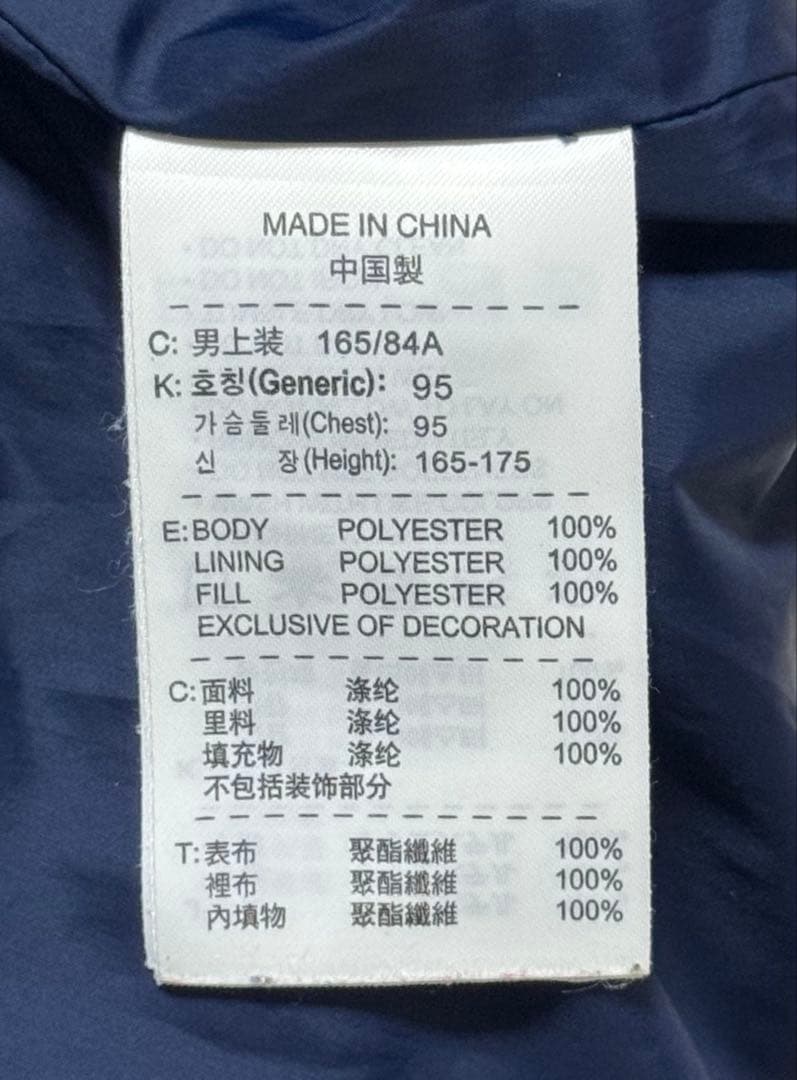 MADE IN CHINA
中国製
C: 男上装 165/84A
K: 호칭(Generic): 95
가슴둘레(Chest): 95
신 장(Height): 165-175
E: BODY POLYESTER 100%
LINING POLYESTER 100%
FILL POLYESTER 100%
EXCLUSIVE OF DECORATION
C: 面料 涤纶 100%
里料 涤纶 100%
填充物 涤纶 100%
不包括装饰部分
T: 表布 聚酯纖維 100%
裡布 聚酯纖維 100%
內填物 聚酯纖維 100%